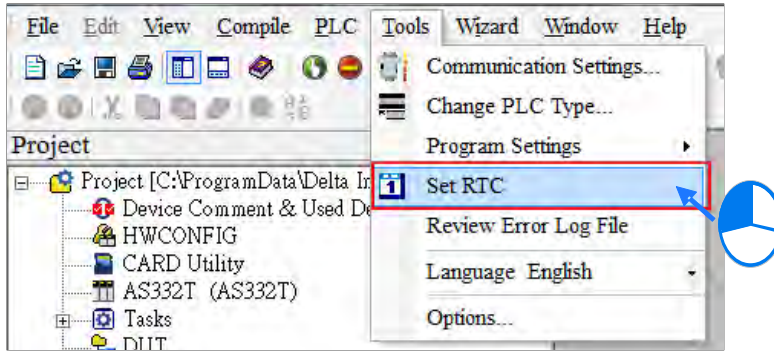 File Edit View Compile PLC Tools Wizard Window Help
Communication Settings...
Change PLC Type...
Project
Program Settings
Project [C:\ProgramData\Delta In
1 Set RTC
Device Comment & Used De
Review Error Log File
HWCONFIG
CARD Utility
Language English
AS332T (AS332T)
Tasks
Options...
DUT